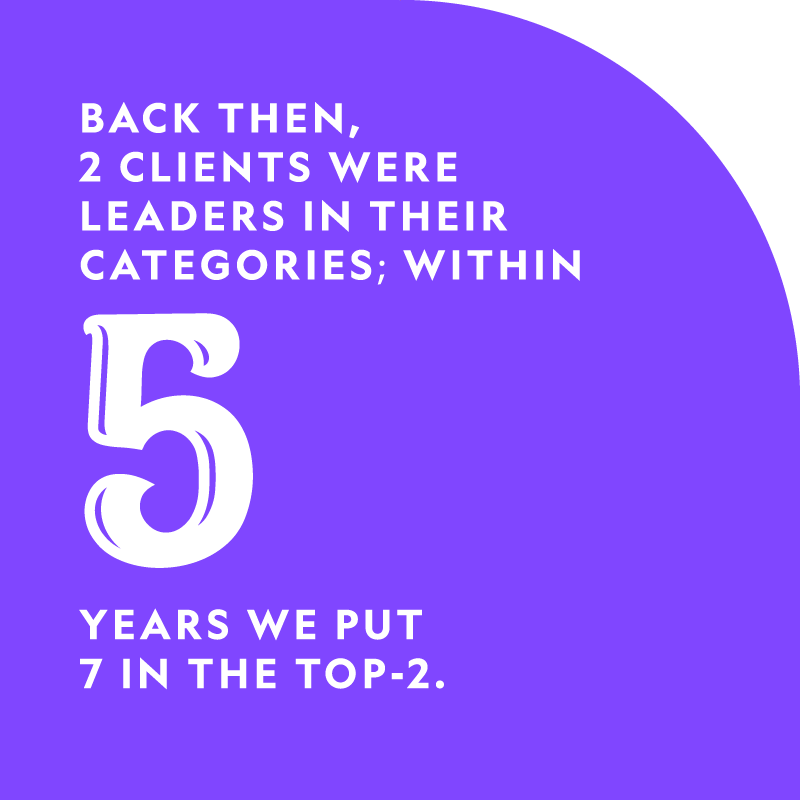 BACK THEN,
2 CLIENTS WERE
LEADERS IN THEIR
CATEGORIES; WITHIN
5
YEARS WE PUT
7 IN THE TOP-2.